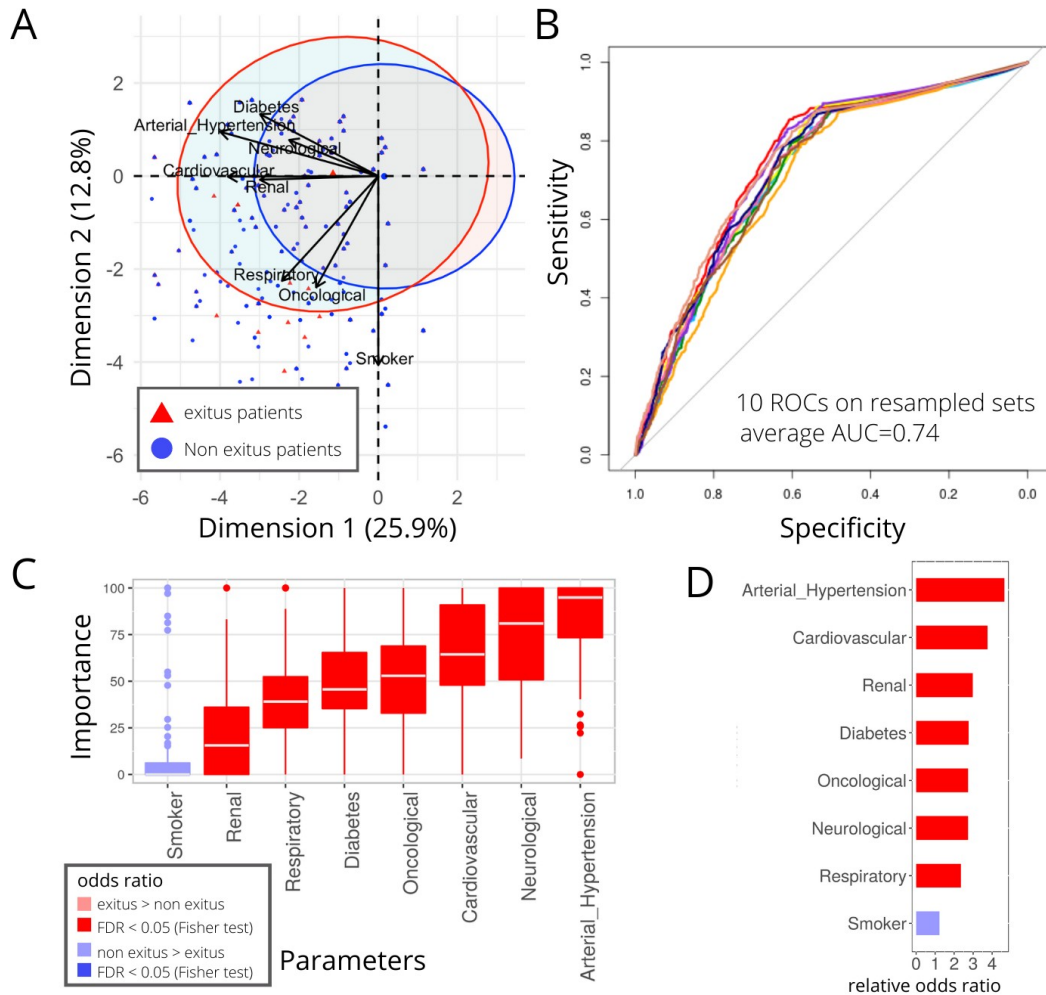 A
Dimension 2 (12.8%)
2
0
-2
-4
-6
Diabetes
Arterial_Hypertension
Neurological
Cardiovascular
Renal
Respiratory
Oncological
Smoker
exitus patients
Non exitus patients
-6 -4 -2 0 2
Dimension 1 (25.9%)
B
Sensitivity
1.0
0.8
0.6
0.4
0.2
0.0
10 ROCs on resampled sets
average AUC=0.74
1.0 0.8 0.6 0.4 0.2 0.0
Specificity
C
Importance
100
75
50
25
0
Smoker
Renal
Respiratory
Diabetes
Oncological
Cardiovascular
Neurological
Arterial_Hypertension
odds ratio
exitus > non exitus
FDR < 0.05 (Fisher test)
non exitus > exitus
FDR < 0.05 (Fisher test)
Parameters
D
Arterial_Hypertension
Cardiovascular
Renal
Diabetes
Oncological
Neurological
Respiratory
Smoker
0 1 2 3 4
relative odds ratio